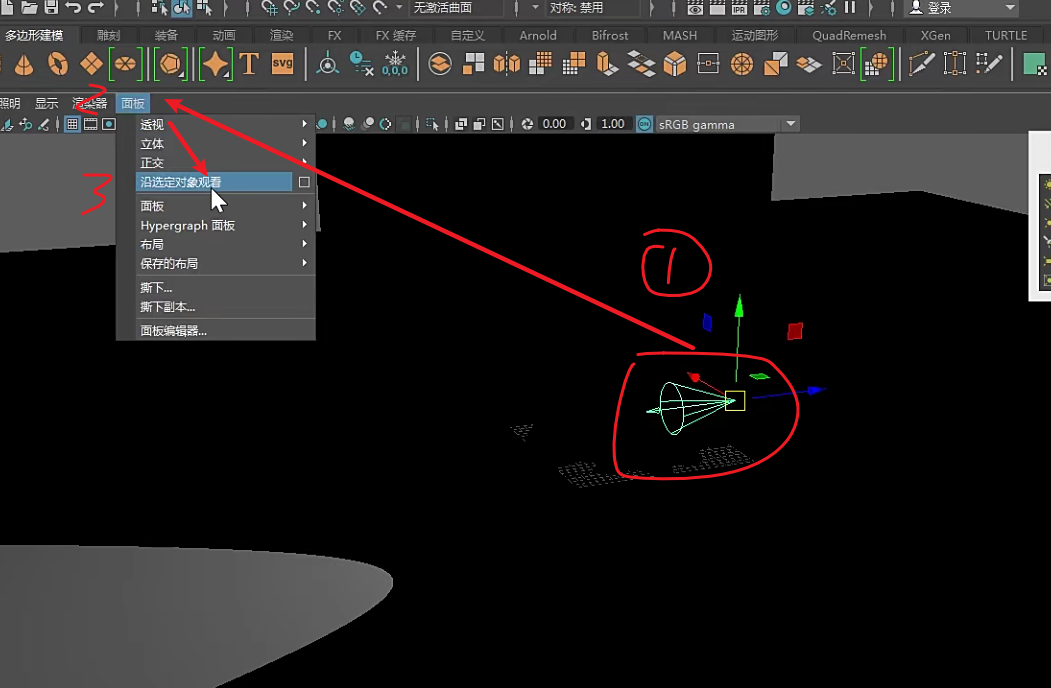 无激活曲面 对称: 禁用 登录
多边形建模 雕刻 装备 动画 渲染 FX FX 缓存 自定义 Arnold Bifrost MASH 运动图形 QuadRemesh XGen TURTLE
T SVG 0,0,0 IPR
照明 显示 渲染器 面板
2
0.00 1.00 ON sRGB gamma
透视
立体
正交
沿选定对象观看
3
面板
Hypergraph 面板
布局
保存的布局
撕下...
撕下副本...
面板编辑器...
1